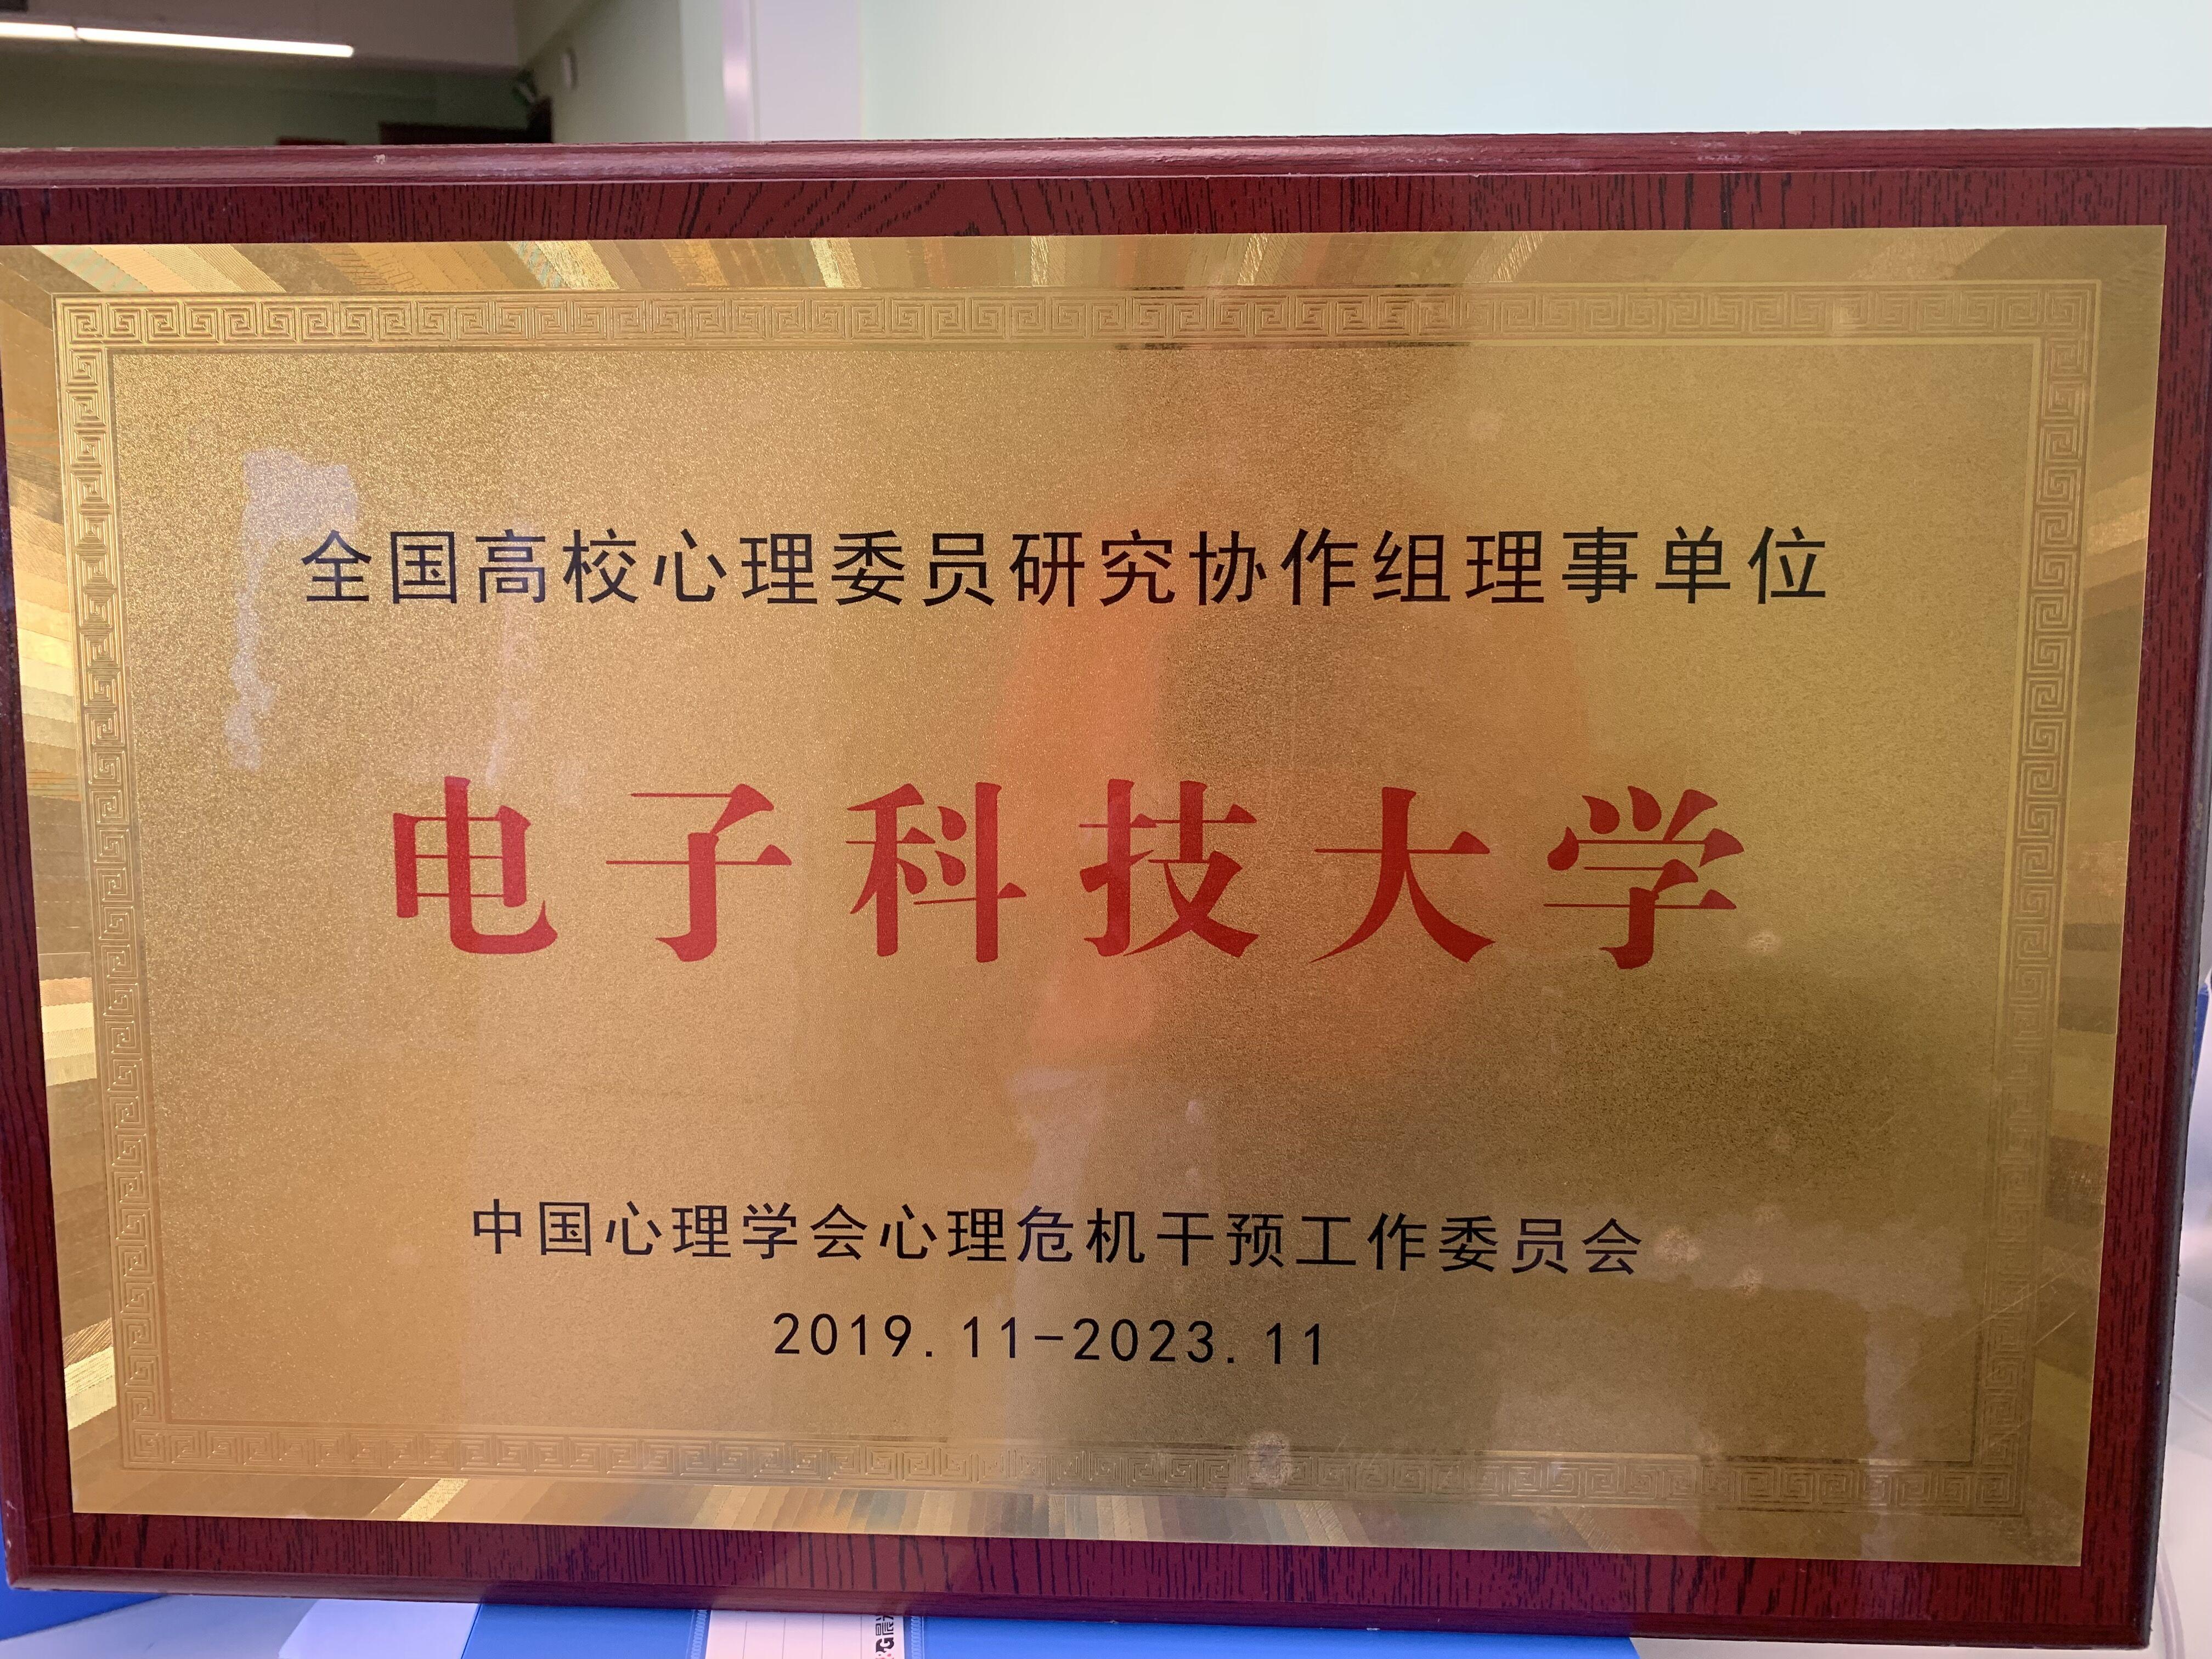 全国高校心理委员研究协作组理事单位
电子科技大学
中国心理学会心理危机干预工作委员会
2019.11-2023.11